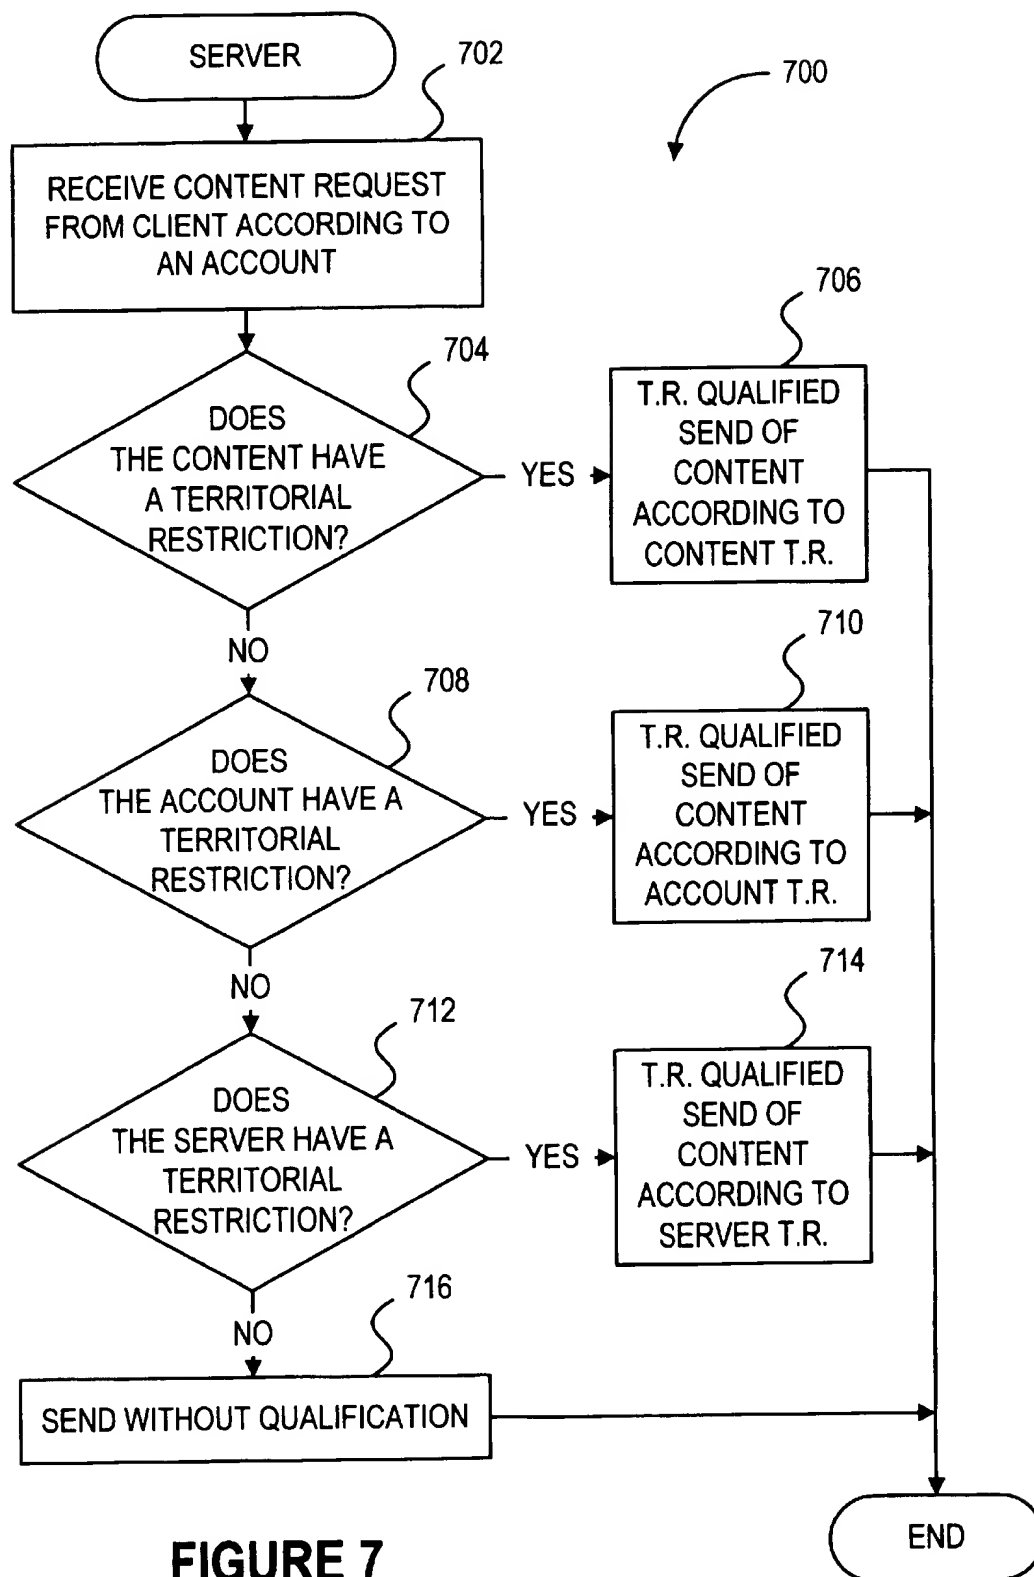 SERVER
702
700
RECEIVE CONTENT REQUEST
FROM CLIENT ACCORDING TO
AN ACCOUNT
704
706
DOES
THE CONTENT HAVE
A TERRITORIAL
RESTRICTION?
YES
T.R. QUALIFIED
SEND OF
CONTENT
ACCORDING TO
CONTENT T.R.
NO
708
710
DOES
THE ACCOUNT HAVE A
TERRITORIAL
RESTRICTION?
YES
T.R. QUALIFIED
SEND OF
CONTENT
ACCORDING TO
ACCOUNT T.R.
NO
712
714
DOES
THE SERVER HAVE A
TERRITORIAL
RESTRICTION?
YES
T.R. QUALIFIED
SEND OF
CONTENT
ACCORDING TO
SERVER T.R.
NO
716
SEND WITHOUT QUALIFICATION
END
FIGURE 7